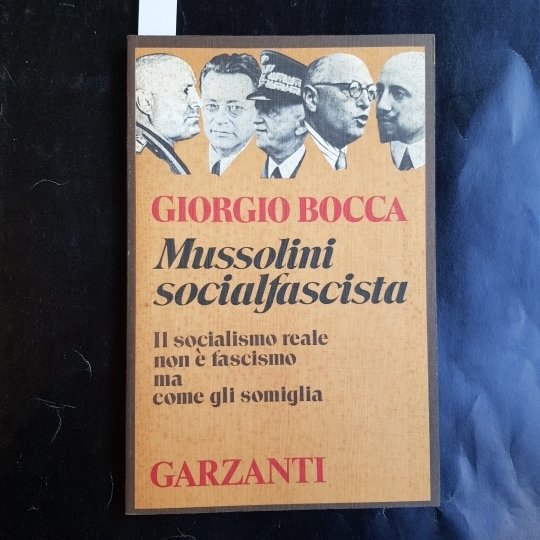 GIORGIO BOCCA
Mussolini
socialfascista
Il socialismo reale
non è fascismo
ma
come gli somiglia
GARZANTI